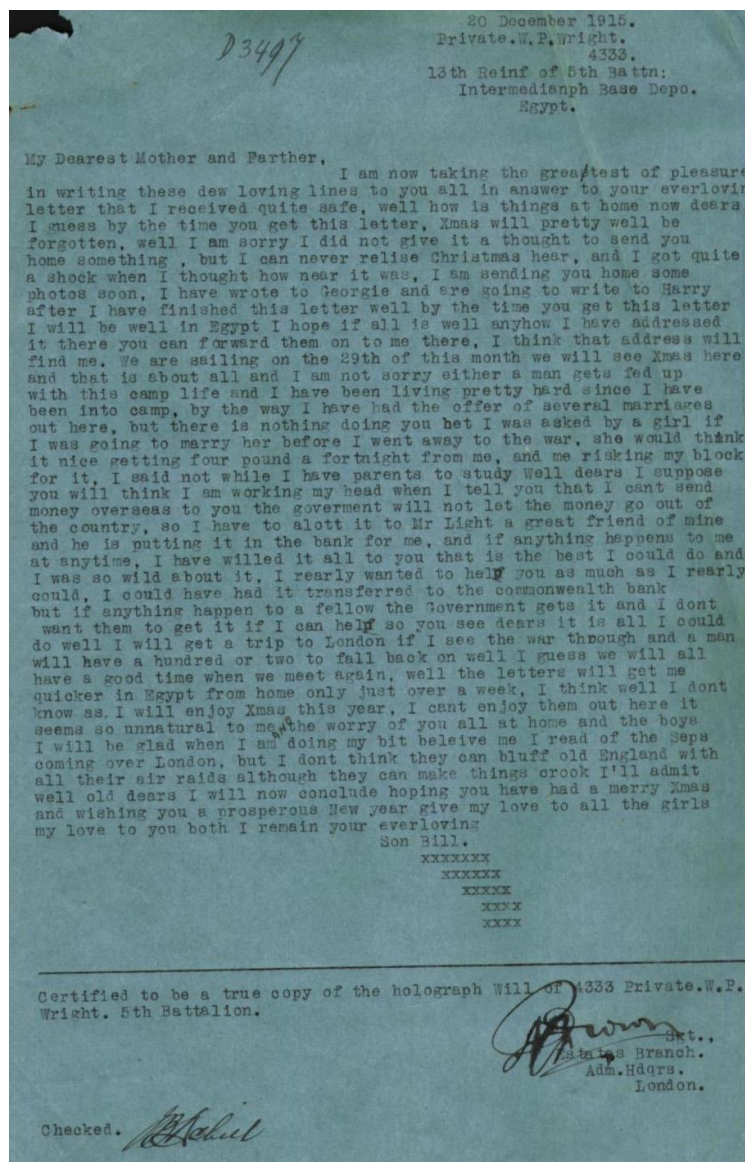 D3497
20 December 1915.
Private.W.P.Wright.
4333.
13th Reinf of 5th Battn:
Intermedianph Base Depo.
Egypt.
My Dearest Mother and Farther,
I am now taking the greatest of pleasure
in writing these dew loving lines to you all in answer to your everlovin
letter that I received quite safe, well how is things at home now dears
I guess by the time you get this letter, Xmas will pretty well be
forgotten, well I am sorry I did not give it a thought to send you
home something , but I can never relise Christmas hear, and I got quite
a shock when I thought how near it was, I am sending you home some
photos soon, I have wrote to Georgie and are going to write to Harry
after I have finished this letter well by the time you get this letter
I will be well in Egypt I hope if all is well anyhow I have addressed
it there you can forward them on to me there, I think that address will
find me. We are sailing on the 29th of this month we will see Xmas here
and that is about all and I am not sorry either a man gets fed up
with this camp life and I have been living pretty hard since I have
been into camp, by the way I have had the offer of several marriages
out here, but there is nothing doing you bet I was asked by a girl if
I was going to marry her before I went away to the war, she would think
it nice getting four pound a fortnight from me, and me risking my block
for it, I said not while I have parents to study Well dears I suppose
you will think I am working my head when I tell you that I cant send
money overseas to you the goverment will not let the money go out of
the country, so I have to alott it to Mr Light a great friend of mine
and he is putting it in the bank for me, and if anything happens to me
at anytime, I have willed it all to you that is the best I could do and
I was so wild about it, I rearly wanted to help you as much as I rearly
could, I could have had it transferred to the commonwealth bank
but if anything happen to a fellow the Government gets it and I dont
want them to get it if I can help so you see dears it is all I could
do well I will get a trip to London if I see the war through and a man
will have a hundred or two to fall back on well I guess we will all
have a good time when we meet again, well the letters will get me
quicker in Egypt from home only just over a week, I think well I dont
know as, I will enjoy Xmas this year, I cant enjoy them out here it
seems so unnatural to me AND the worry of you all at home and the boys
I will be glad when I am doing my bit beleive me I read of the Seps
coming over London, but I dont think they can bluff old England with
all their air raids although they can make things crook I'll admit
well old dears I will now conclude hoping you have had a merry Xmas
and wishing you a prosperous New year give my love to all the girls
my love to you both I remain your everloving
Son Bill.
xxxxxxx
xxxxxx
xxxxx
xxxx
xxxx
Certified to be a true copy of the holograph Will of 4333 Private.W.P.
Wright. 5th Battalion.
Sgt.,
Estates Branch.
Adm.Hdqrs.
London.
Checked.